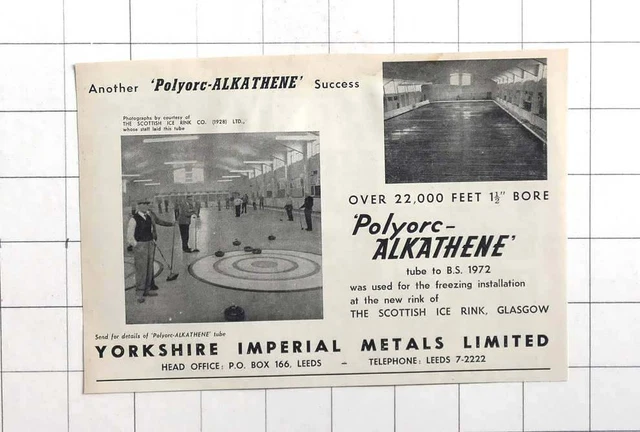 Another 'Polyorc-ALKATHENE' Success
Photographs by courtesy of
THE SCOTTISH ICE RINK CO. (1928) LTD.,
whose staff laid this tube
OVER 22,000 FEET 1½" BORE
'Polyorc-
ALKATHENE'
tube to B.S. 1972
was used for the freezing installation
at the new rink of
THE SCOTTISH ICE RINK, GLASGOW
Send for details of 'Polyorc-ALKATHENE' tube
YORKSHIRE IMPERIAL METALS LIMITED
HEAD OFFICE: P.O. BOX 166, LEEDS – TELEPHONE: LEEDS 7-2222